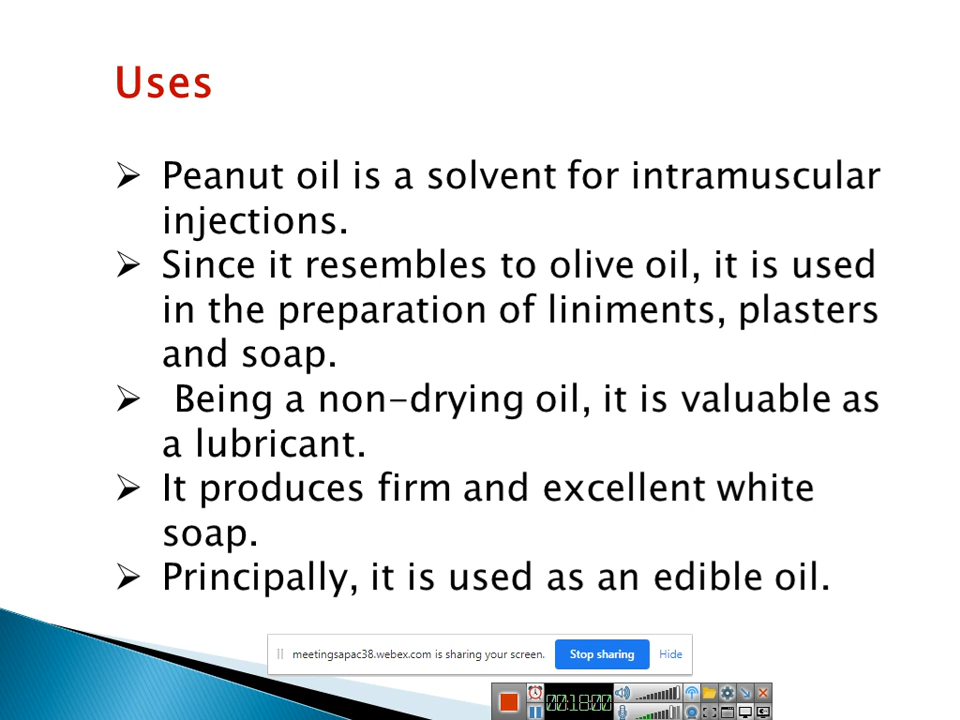 Uses
➢ Peanut oil is a solvent for intramuscular
injections.
➢ Since it resembles to olive oil, it is used
in the preparation of liniments, plasters
and soap.
➢ Being a non-drying oil, it is valuable as
a lubricant.
➢ It produces firm and excellent white
soap.
➢ Principally, it is used as an edible oil.
meetingsapac38.webex.com is sharing your screen. Stop sharing Hide
00:18:00